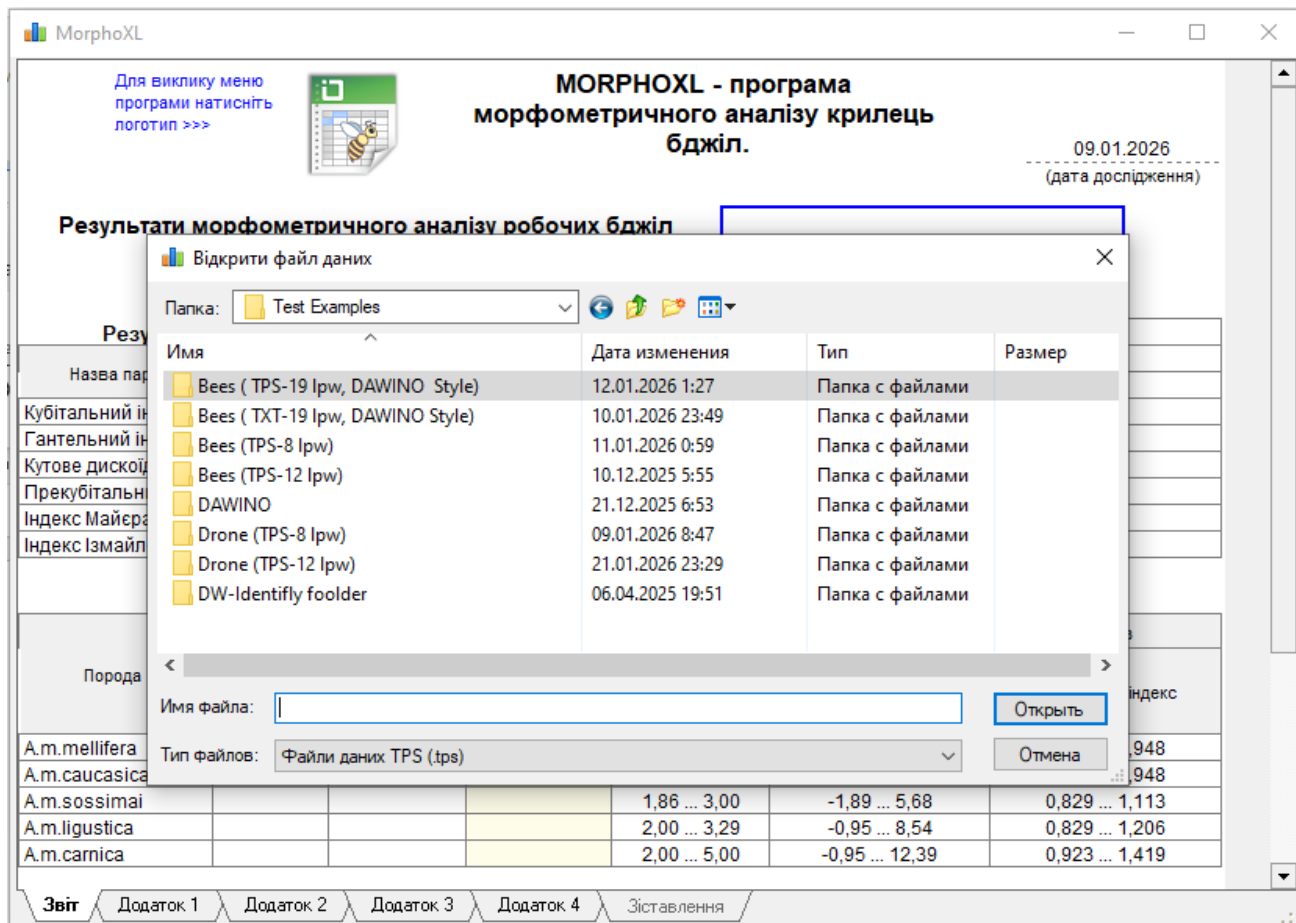 MorphoXL
Для виклику меню
програми натисніть
логотип >>>
MORPHOXL - програма
морфометричного аналізу крилець
бджіл.
09.01.2026
(дата дослідження)
Результати морфометричного аналізу робочих бджіл
Відкрити файл даних
Папка: Test Examples
Имя Дата изменения Тип Размер
Bees ( TPS-19 lpw, DAWINO Style) 12.01.2026 1:27 Папка с файлами
Bees ( TXT-19 lpw, DAWINO Style) 10.01.2026 23:49 Папка с файлами
Bees (TPS-8 lpw) 11.01.2026 0:59 Папка с файлами
Bees (TPS-12 lpw) 10.12.2025 5:55 Папка с файлами
DAWINO 21.12.2025 6:53 Папка с файлами
Drone (TPS-8 lpw) 09.01.2026 8:47 Папка с файлами
Drone (TPS-12 lpw) 21.01.2026 23:29 Папка с файлами
DW-Identifly foolder 06.04.2025 19:51 Папка с файлами
Имя файла: Открыть
Тип файлов: Файли даних TPS (.tps) Отмена
Резу
Назва пар
Кубітальний ін
Гантельний ін
Кутове дискоїд
Прекубітальн
Індекс Майєра
Індекс Ізмайл
Порода індекс
A.m.mellifera ,948
A.m.caucasica ,948
A.m.sossimai 1,86 ... 3,00 -1,89 ... 5,68 0,829 ... 1,113
A.m.ligustica 2,00 ... 3,29 -0,95 ... 8,54 0,829 ... 1,206
A.m.carnica 2,00 ... 5,00 -0,95 ... 12,39 0,923 ... 1,419
Звіт Додаток 1 Додаток 2 Додаток 3 Додаток 4 Зіставлення